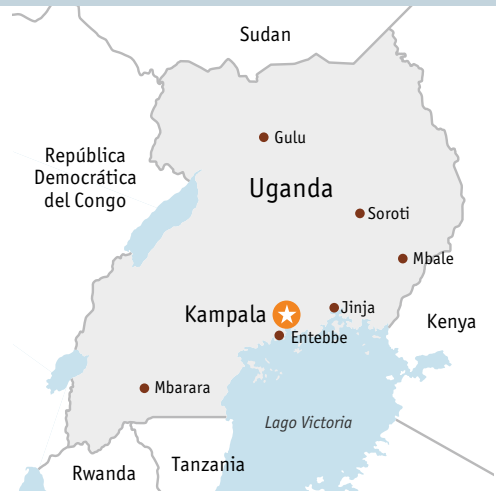 Sudan
Gulu
República
Democrática
del Congo
Uganda
Soroti
Mbale
Kampala
Jinja
Kenya
Entebbe
Mbarara
Lago Victoria
Tanzania
Rwanda